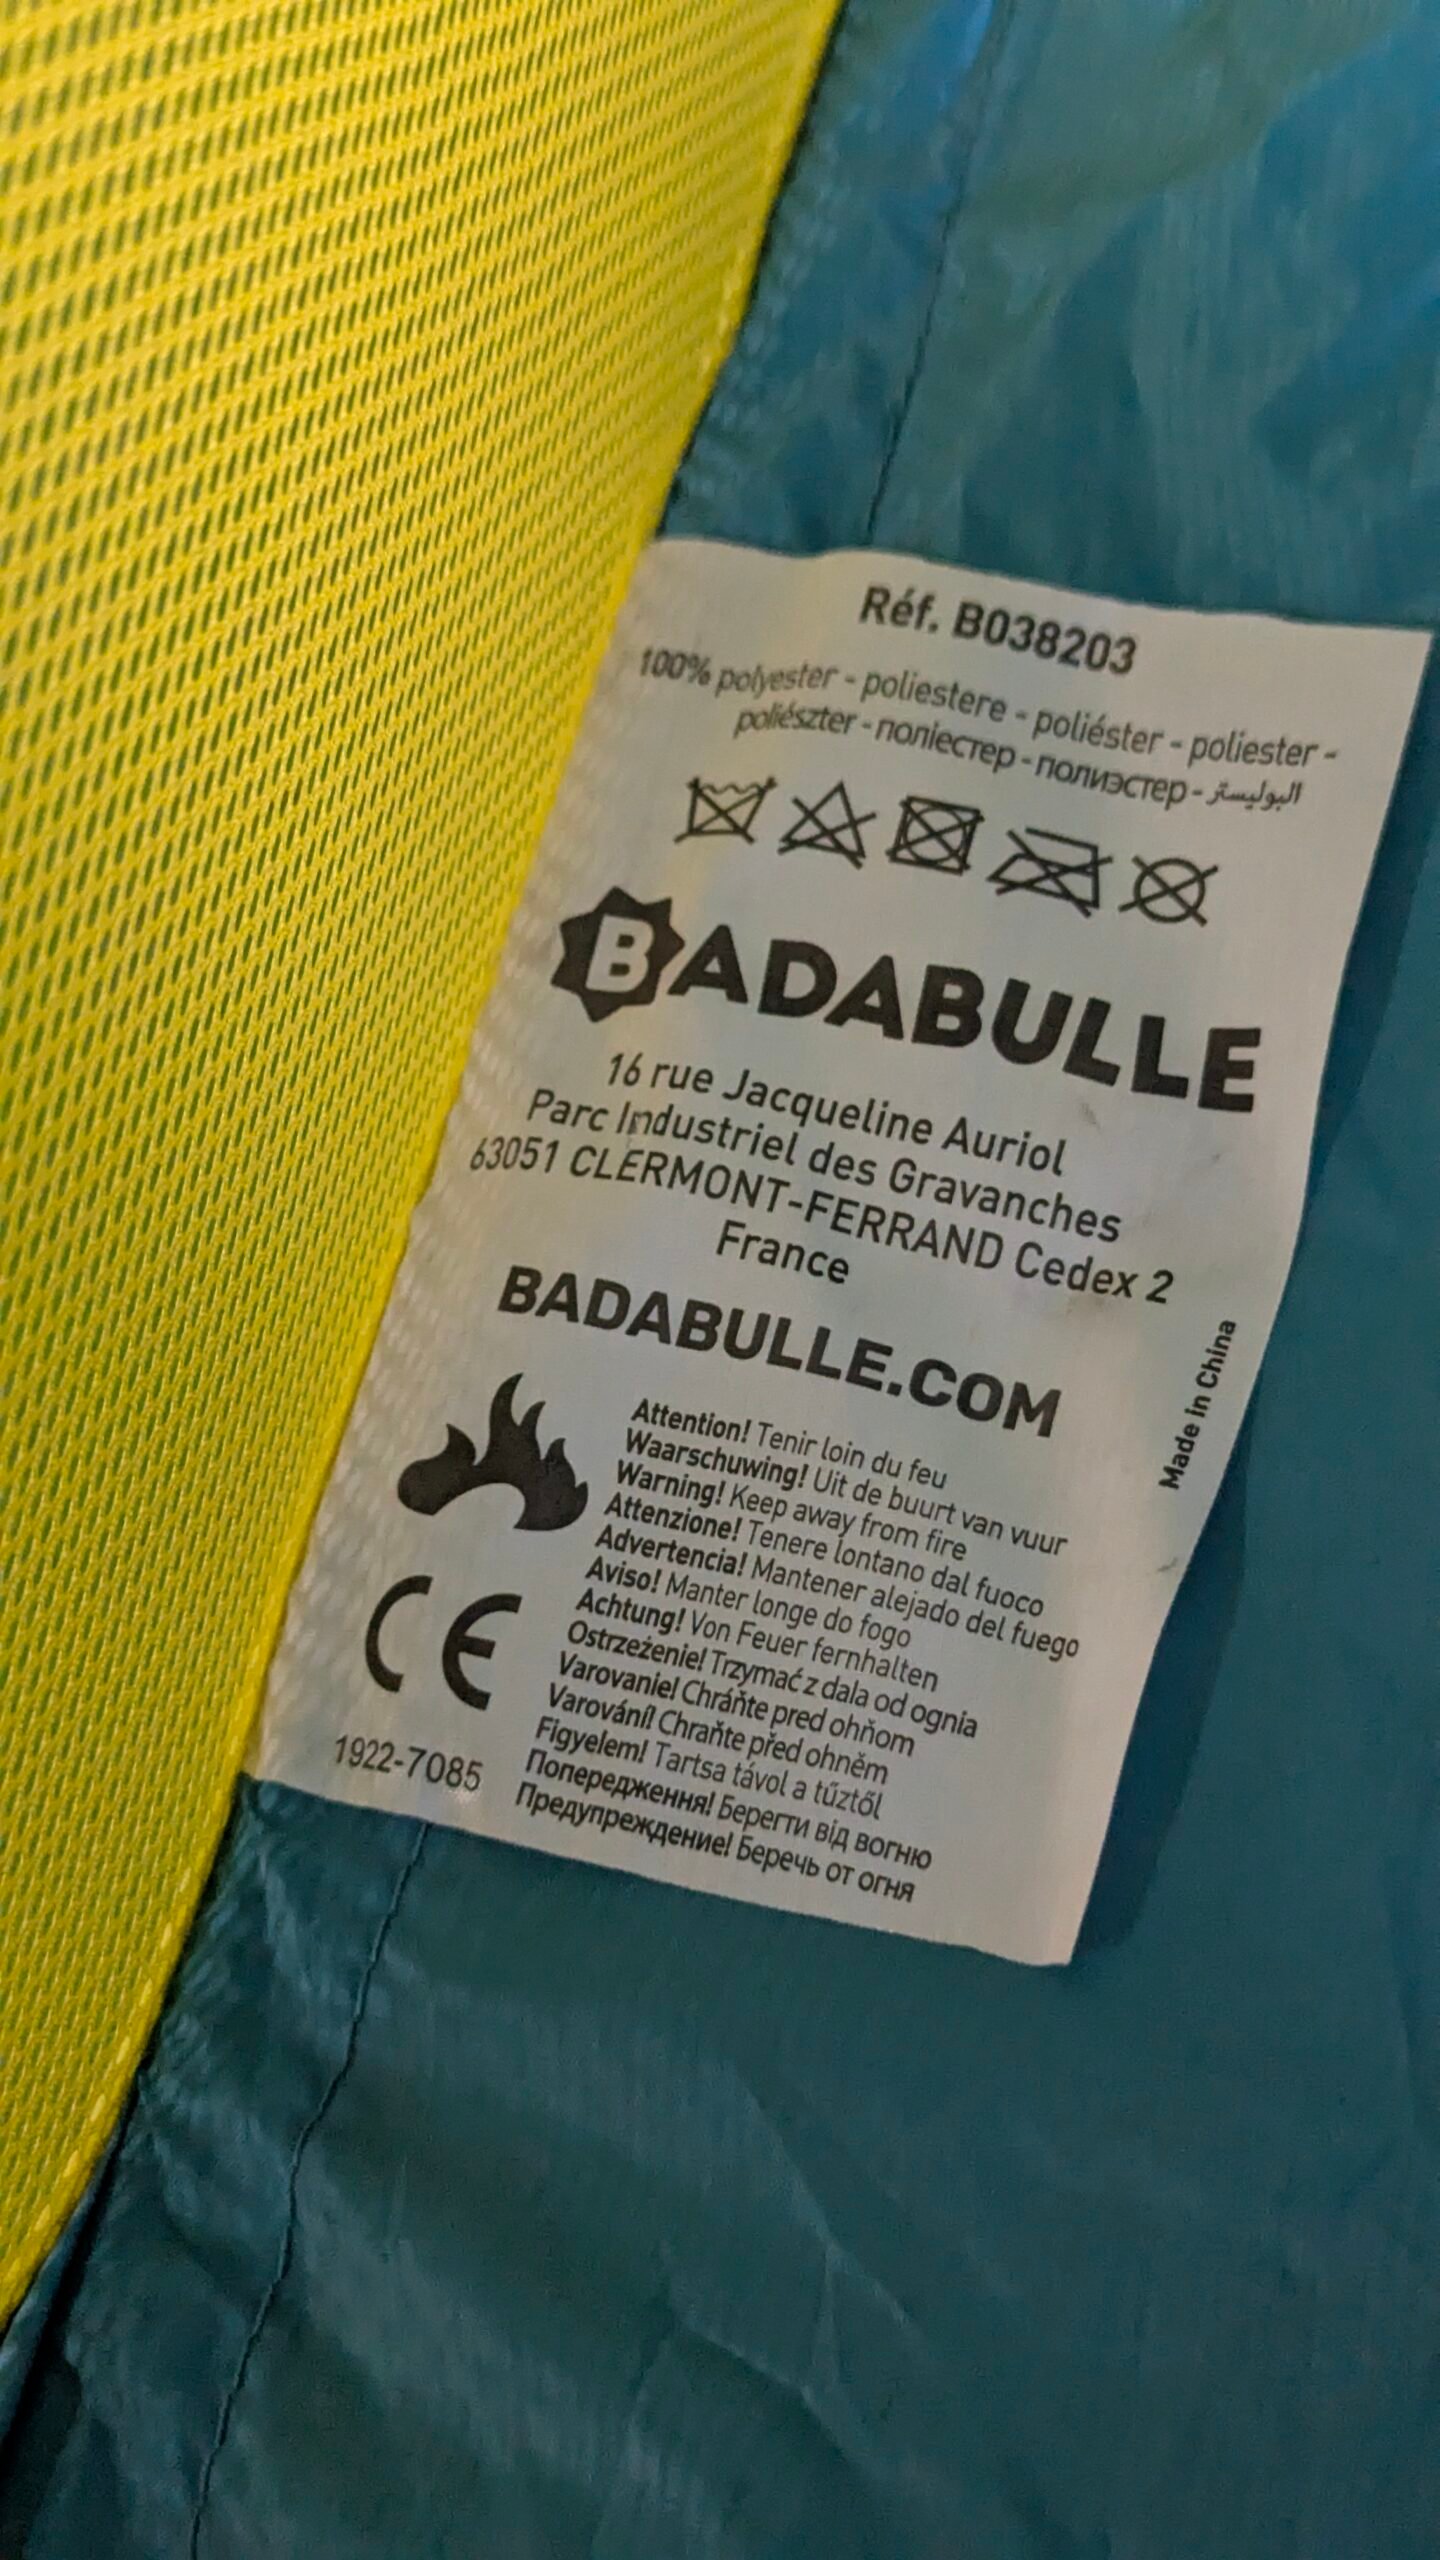 Réf. B038203
100% polyester - poliestere - poliéster - poliester -
poliészter - поліестер - полиэстер - البوليستر
BADABULLE
16 rue Jacqueline Auriol
Parc Industriel des Gravanches
63051 CLERMONT-FERRAND Cedex 2
France
BADABULLE.COM
Made in China
Attention! Tenir loin du feu
Waarschuwing! Uit de buurt van vuur
Warning! Keep away from fire
Attenzione! Tenere lontano dal fuoco
Advertencia! Mantener alejado del fuego
Aviso! Manter longe do fogo
Achtung! Von Feuer fernhalten
Ostrzeżenie! Trzymać z dala od ognia
Varovanie! Chráňte pred ohňom
Varování! Chraňte před ohněm
Figyelem! Tartsa távol a tűztől
Попередження! Берегти від вогню
Предупреждение! Беречь от огня
CE
1922-7085